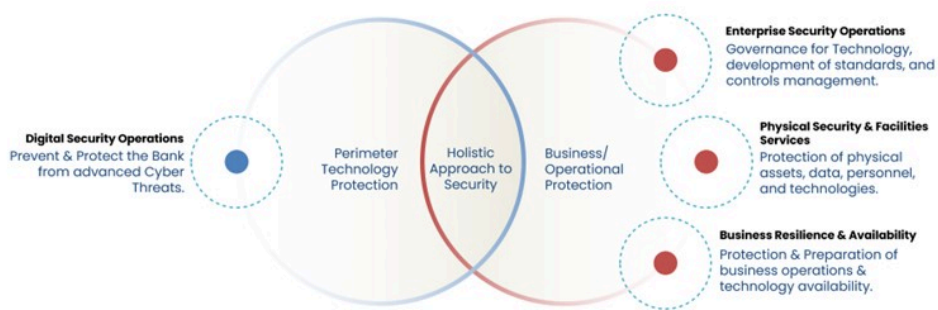 Digital Security Operations
Prevent & Protect the Bank
from advanced Cyber
Threats.
Perimeter
Technology
Protection
Holistic
Approach to
Security
Business/
Operational
Protection
Enterprise Security Operations
Governance for Technology,
development of standards, and
controls management.
Physical Security & Facilities
Services
Protection of physical
assets, data, personnel,
and technologies.
Business Resilience & Availability
Protection & Preparation of
business operations &
technology availability.